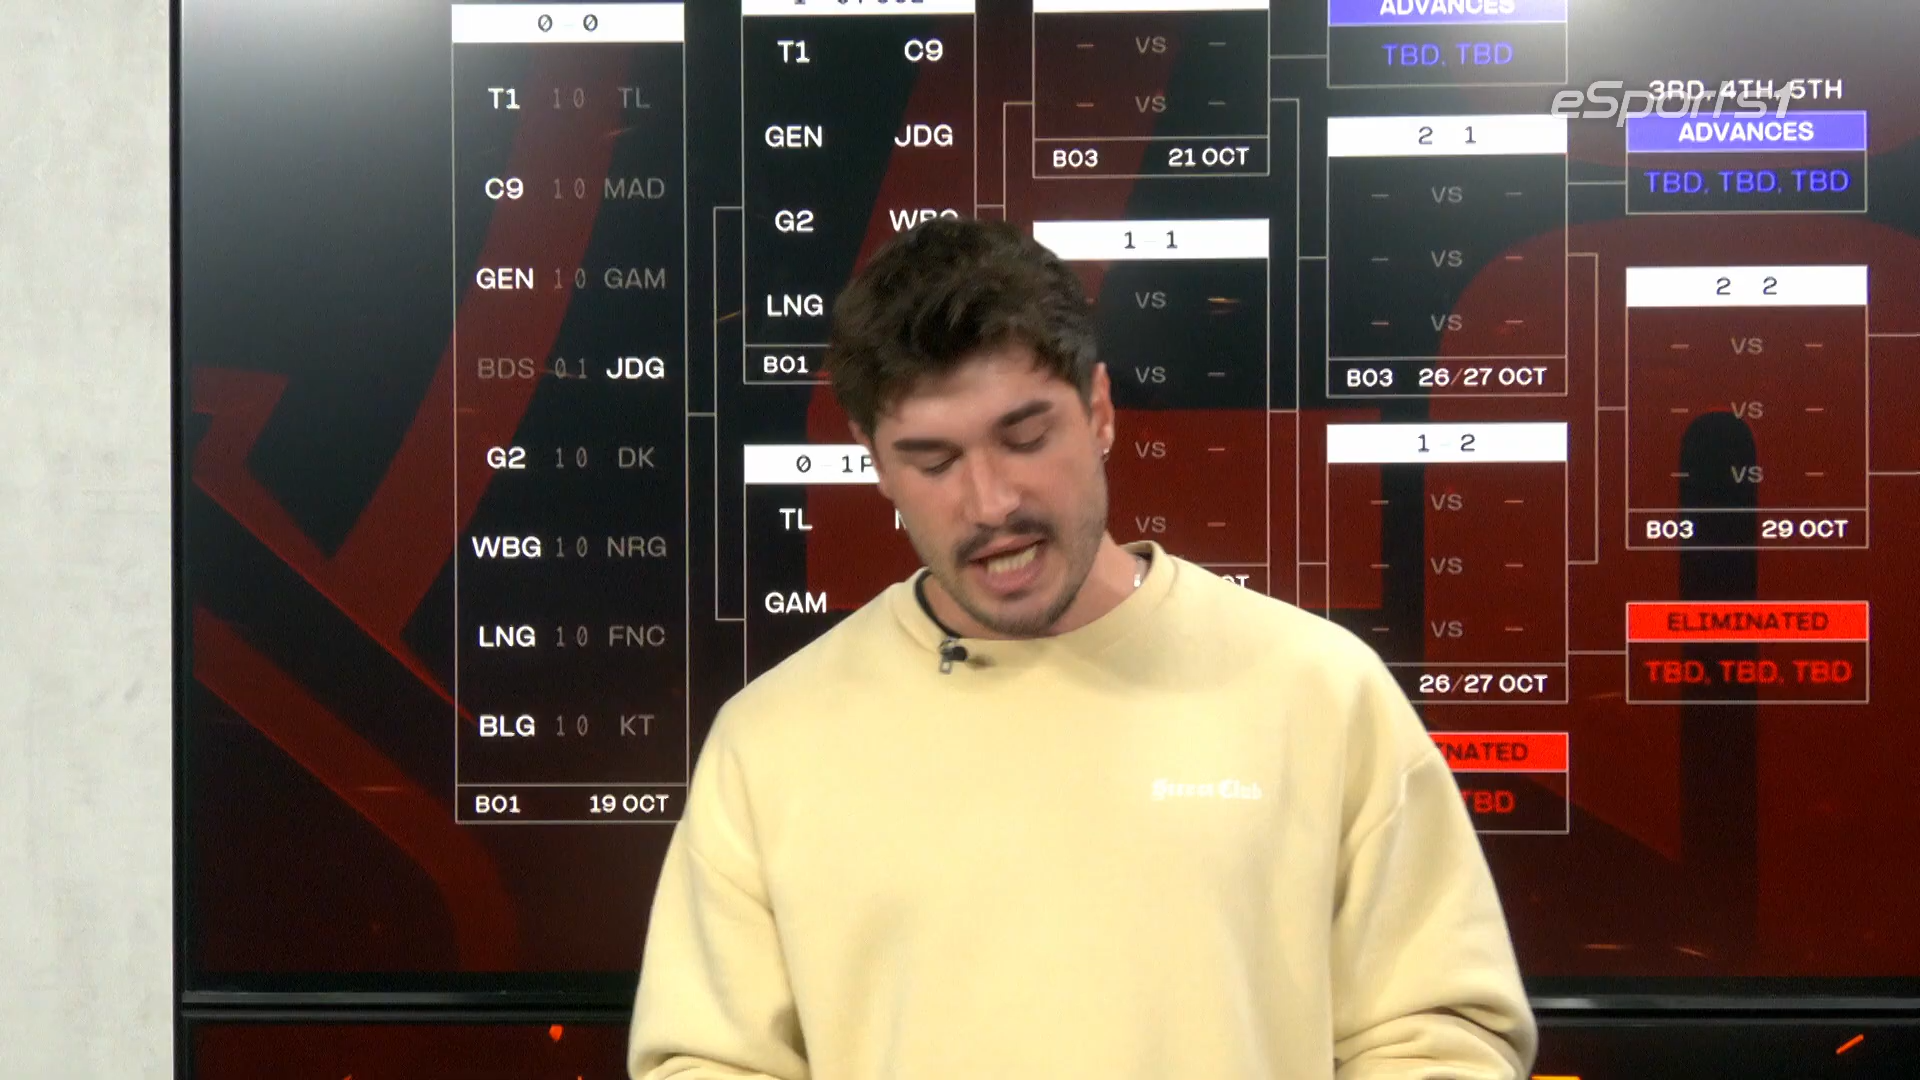 0 - 0
T1 1 0 TL
C9 1 0 MAD
GEN 1 0 GAM
BDS 0 1 JDG
G2 1 0 DK
WBG 1 0 NRG
LNG 1 0 FNC
BLG 1 0 KT
BO1 19 OCT
T1 C9
GEN JDG
G2
LNG
BO1
0 - 1
TL
GAM
- VS -
- VS -
BO3 21 OCT
1 - 1
VS -
VS -
VS -
VS -
ADVANCES
TBD, TBD
2 1
- VS -
- VS -
- VS -
BO3 26/27 OCT
1 - 2
- VS -
- VS -
- VS -
26/27 OCT
TBD
3RD, 4TH, 5TH
eSports1
ADVANCES
TBD, TBD, TBD
2 2
- VS -
- VS -
- VS -
BO3 29 OCT
ELIMINATED
TBD, TBD, TBD